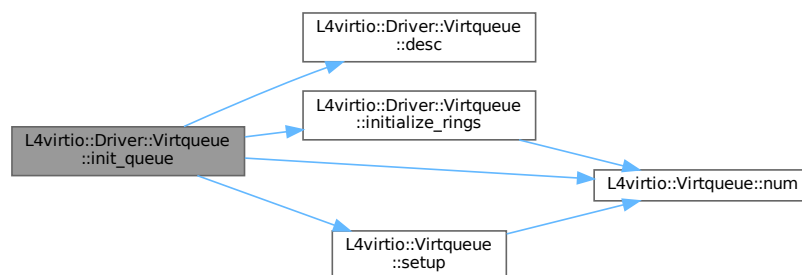 L4virtio::Driver::Virtqueue
::desc
L4virtio::Driver::Virtqueue
::initialize_rings
L4virtio::Driver::Virtqueue
::init_queue
L4virtio::Virtqueue::num
L4virtio::Virtqueue
::setup